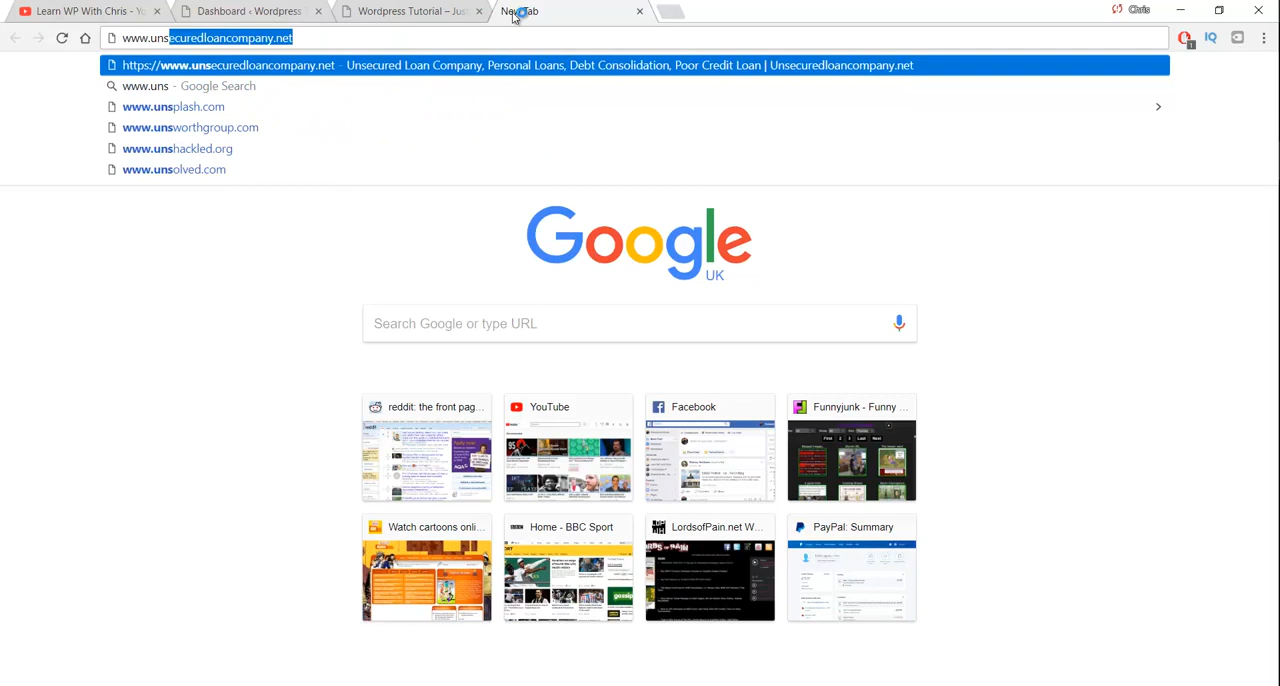 Learn WP With Chris - Yo
Dashboard ‹ Wordpress
Wordpress Tutorial – Just
New Tab
Chris
www.unsecuredloancompany.net
1
https://www.unsecuredloancompany.net - Unsecured Loan Company, Personal Loans, Debt Consolidation, Poor Credit Loan | Unsecuredloancompany.net
www.uns - Google Search
www.unsplash.com
www.unsworthgroup.com
www.unshackled.org
www.unsolved.com
Google
UK
Search Google or type URL
reddit: the front pag...
YouTube
Facebook
Funnyjunk - Funny ...
Watch cartoons onli...
Home - BBC Sport
LordsofPain.net W...
PayPal: Summary